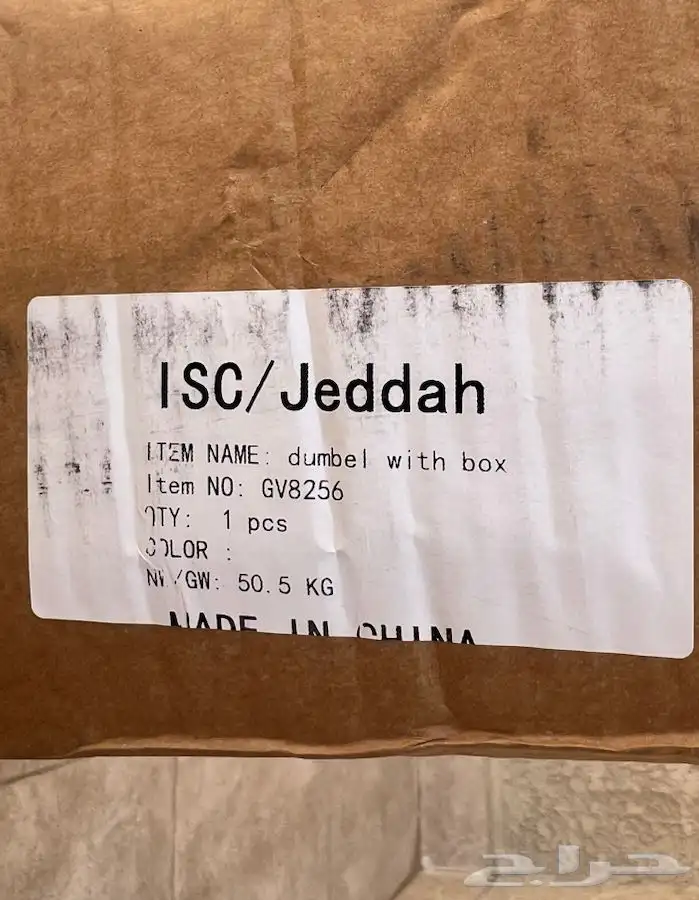 ISC/Jeddah
ITEM NAME: dumbel with box
Item NO: GV8256
QTY: 1 pcs
COLOR :
NW/GW: 50.5 KG
MADE IN CHINA
حراج